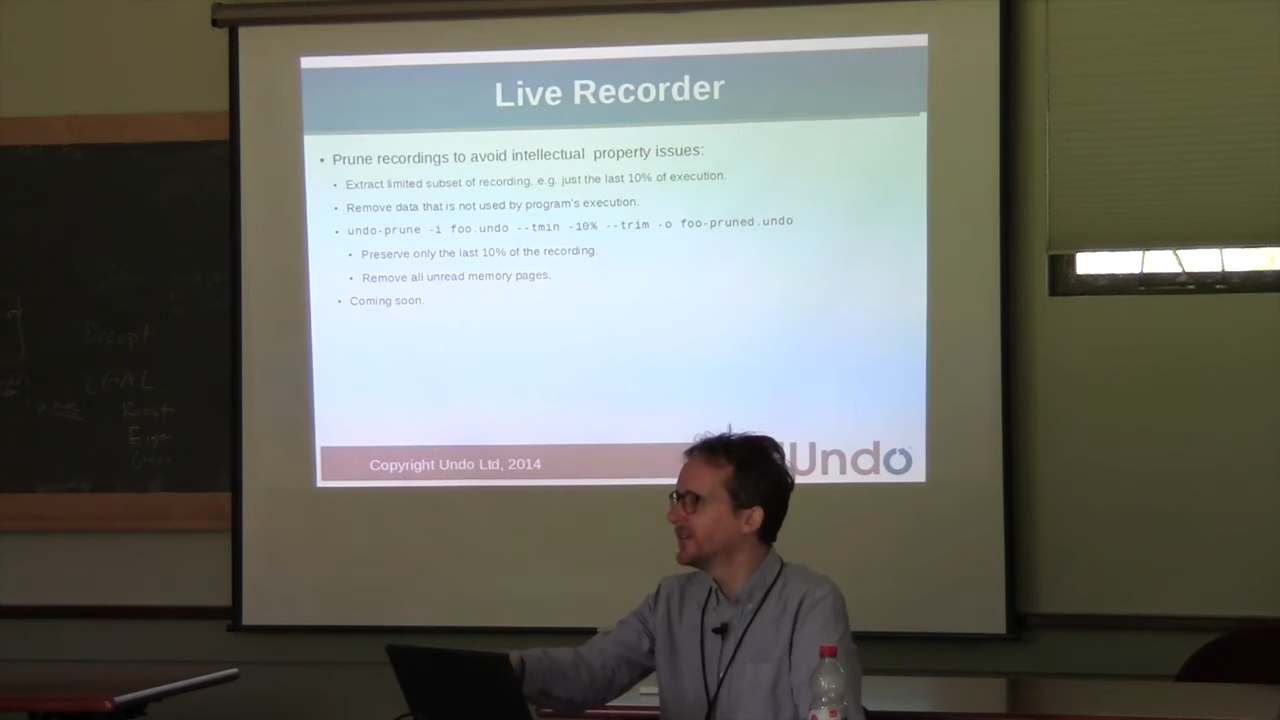 Live Recorder
• Prune recordings to avoid intellectual property issues:
• Extract limited subset of recording, e.g. just the last 10% of execution.
• Remove data that is not used by program's execution.
• undo-prune -i foo.undo --tmin -10% --trim -o foo-pruned.undo
• Preserve only the last 10% of the recording.
• Remove all unread memory pages.
• Coming soon.
Copyright Undo Ltd, 2014
Undo